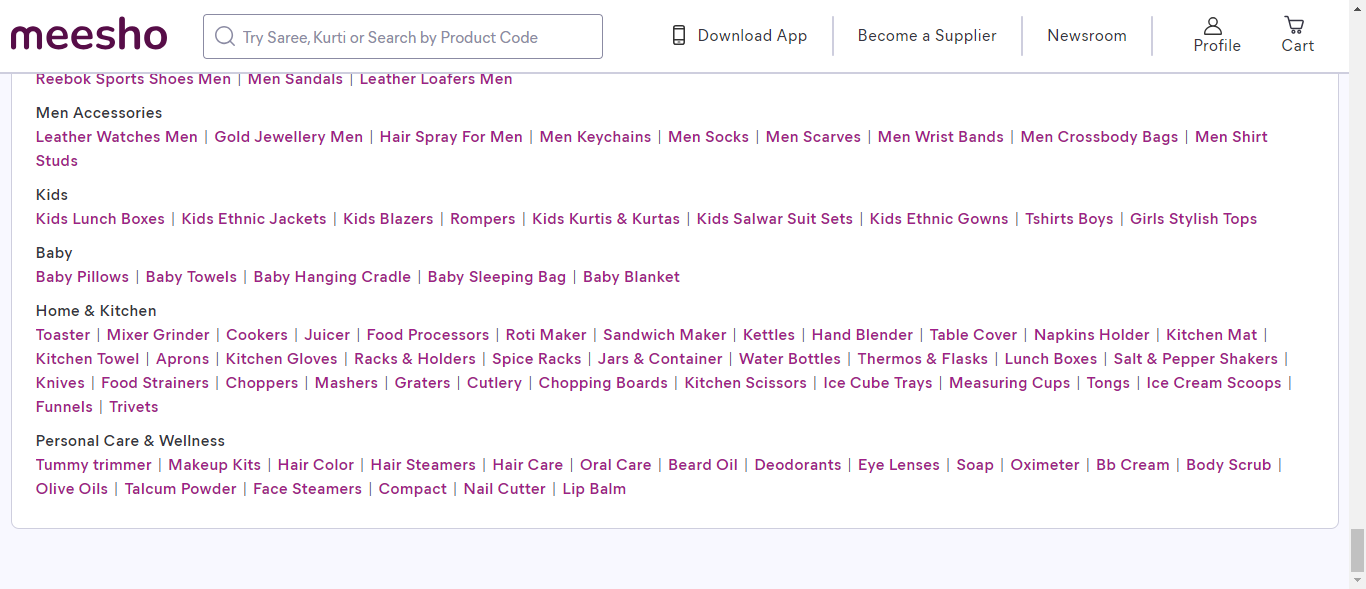 meesho
Try Saree, Kurti or Search by Product Code
Download App
Become a Supplier
Newsroom
Profile
Cart
Reebok Sports Shoes Men | Men Sandals | Leather Loafers Men
Men Accessories
Leather Watches Men | Gold Jewellery Men | Hair Spray For Men | Men Keychains | Men Socks | Men Scarves | Men Wrist Bands | Men Crossbody Bags | Men Shirt
Studs
Kids
Kids Lunch Boxes | Kids Ethnic Jackets | Kids Blazers | Rompers | Kids Kurtis & Kurtas | Kids Salwar Suit Sets | Kids Ethnic Gowns | Tshirts Boys | Girls Stylish Tops
Baby
Baby Pillows | Baby Towels | Baby Hanging Cradle | Baby Sleeping Bag | Baby Blanket
Home & Kitchen
Toaster | Mixer Grinder | Cookers | Juicer | Food Processors | Roti Maker | Sandwich Maker | Kettles | Hand Blender | Table Cover | Napkins Holder | Kitchen Mat |
Kitchen Towel | Aprons | Kitchen Gloves | Racks & Holders | Spice Racks | Jars & Container | Water Bottles | Thermos & Flasks | Lunch Boxes | Salt & Pepper Shakers |
Knives | Food Strainers | Choppers | Mashers | Graters | Cutlery | Chopping Boards | Kitchen Scissors | Ice Cube Trays | Measuring Cups | Tongs | Ice Cream Scoops |
Funnels | Trivets
Personal Care & Wellness
Tummy trimmer | Makeup Kits | Hair Color | Hair Steamers | Hair Care | Oral Care | Beard Oil | Deodorants | Eye Lenses | Soap | Oximeter | Bb Cream | Body Scrub |
Olive Oils | Talcum Powder | Face Steamers | Compact | Nail Cutter | Lip Balm